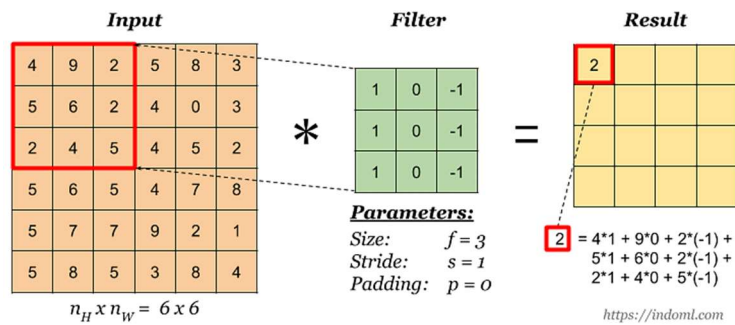 Input
Filter
Result
4 9 2 5 8 3
5 6 2 4 0 3
2 4 5 4 5 2
5 6 5 4 7 8
5 7 7 9 2 1
5 8 5 3 8 4
n_H x n_W = 6 x 6
*
1 0 -1
1 0 -1
1 0 -1
Parameters:
Size: f = 3
Stride: s = 1
Padding: p = 0
=
2
2 = 4*1 + 9*0 + 2*(-1) +
5*1 + 6*0 + 2*(-1) +
2*1 + 4*0 + 5*(-1)
https://indoml.com